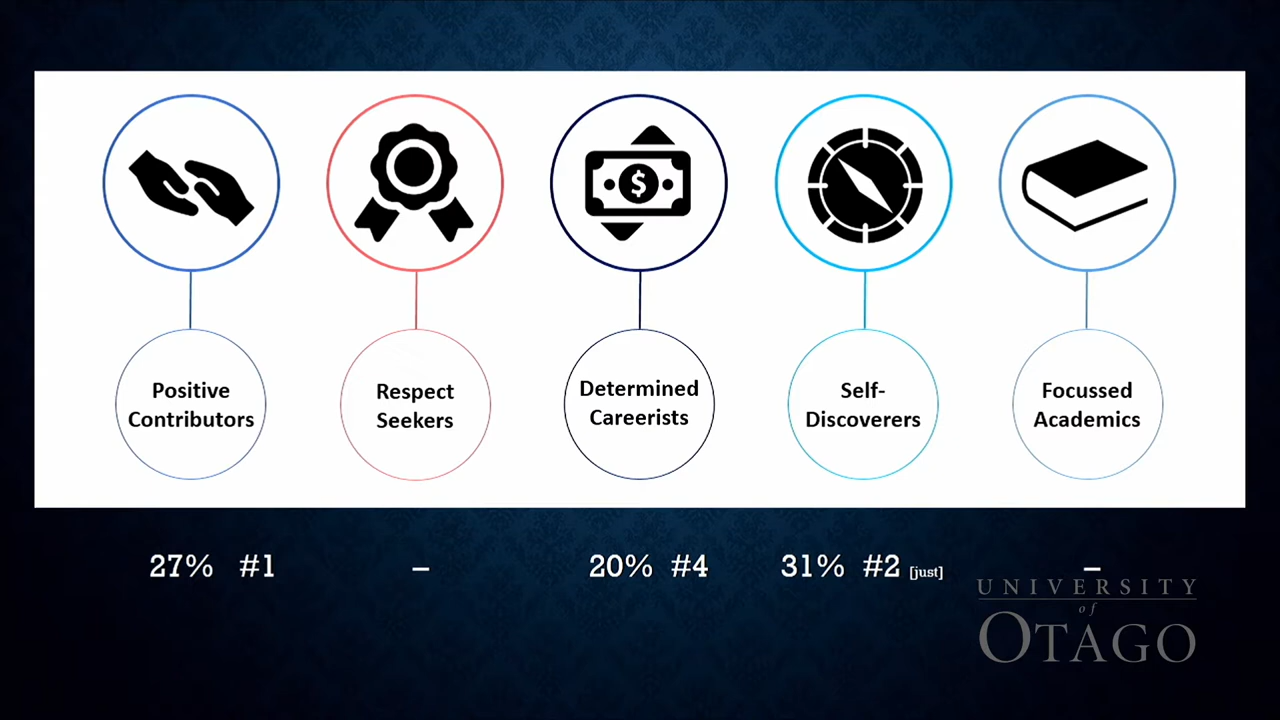 $
Positive
Contributors
Respect
Seekers
Determined
Careerists
Self-
Discoverers
Focussed
Academics
27% #1
–
20% #4
31% #2 [just]
–
UNIVERSITY
of
OTAGO